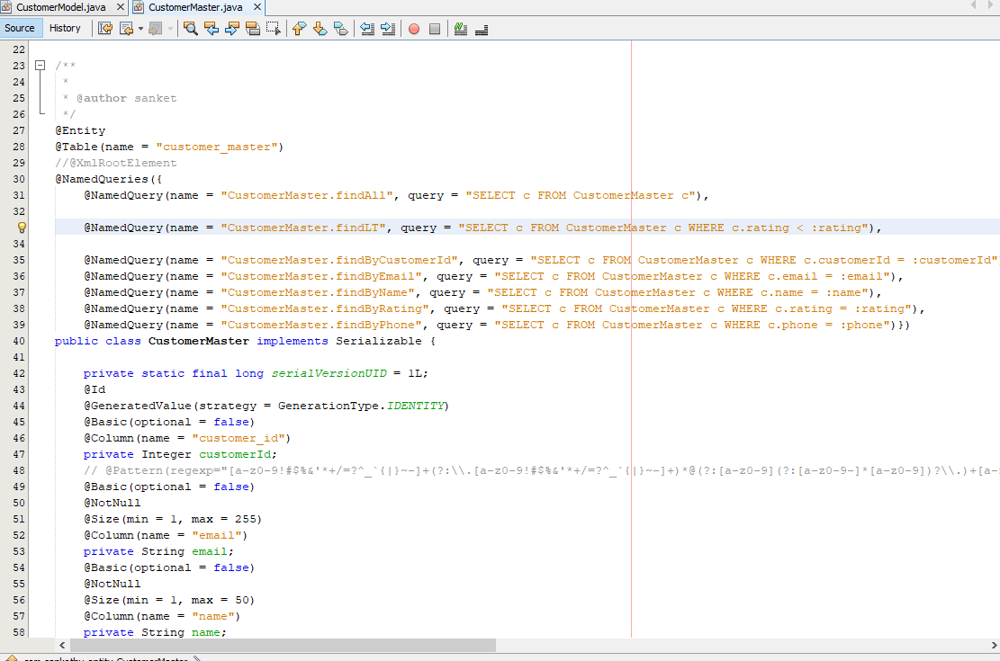 CustomerModel.java CustomerMaster.java
Source History
22
23 /**
24 *
25 * @author sanket
26 */
27 @Entity
28 @Table(name = "customer_master")
29 //@XmlRootElement
30 @NamedQueries({
31 @NamedQuery(name = "CustomerMaster.findAll", query = "SELECT c FROM CustomerMaster c"),
32
@NamedQuery(name = "CustomerMaster.findLT", query = "SELECT c FROM CustomerMaster c WHERE c.rating < :rating"),
34
35 @NamedQuery(name = "CustomerMaster.findByCustomerId", query = "SELECT c FROM CustomerMaster c WHERE c.customerId = :customerId"
36 @NamedQuery(name = "CustomerMaster.findByEmail", query = "SELECT c FROM CustomerMaster c WHERE c.email = :email"),
37 @NamedQuery(name = "CustomerMaster.findByName", query = "SELECT c FROM CustomerMaster c WHERE c.name = :name"),
38 @NamedQuery(name = "CustomerMaster.findByRating", query = "SELECT c FROM CustomerMaster c WHERE c.rating = :rating"),
39 @NamedQuery(name = "CustomerMaster.findByPhone", query = "SELECT c FROM CustomerMaster c WHERE c.phone = :phone")})
40 public class CustomerMaster implements Serializable {
41
42 private static final long serialVersionUID = 1L;
43 @Id
44 @GeneratedValue(strategy = GenerationType.IDENTITY)
45 @Basic(optional = false)
46 @Column(name = "customer_id")
47 private Integer customerId;
48 // @Pattern(regexp="[a-z0-9!#$%&'*+/=?^_`{|}~-]+(?:\\.[a-z0-9!#$%&'*+/=?^_`{|}~-]+)*@(?:[a-z0-9](?:[a-z0-9-]*[a-z0-9])?\\.)+[a-
49 @Basic(optional = false)
50 @NotNull
51 @Size(min = 1, max = 255)
52 @Column(name = "email")
53 private String email;
54 @Basic(optional = false)
55 @NotNull
56 @Size(min = 1, max = 50)
57 @Column(name = "name")
58 private String name;